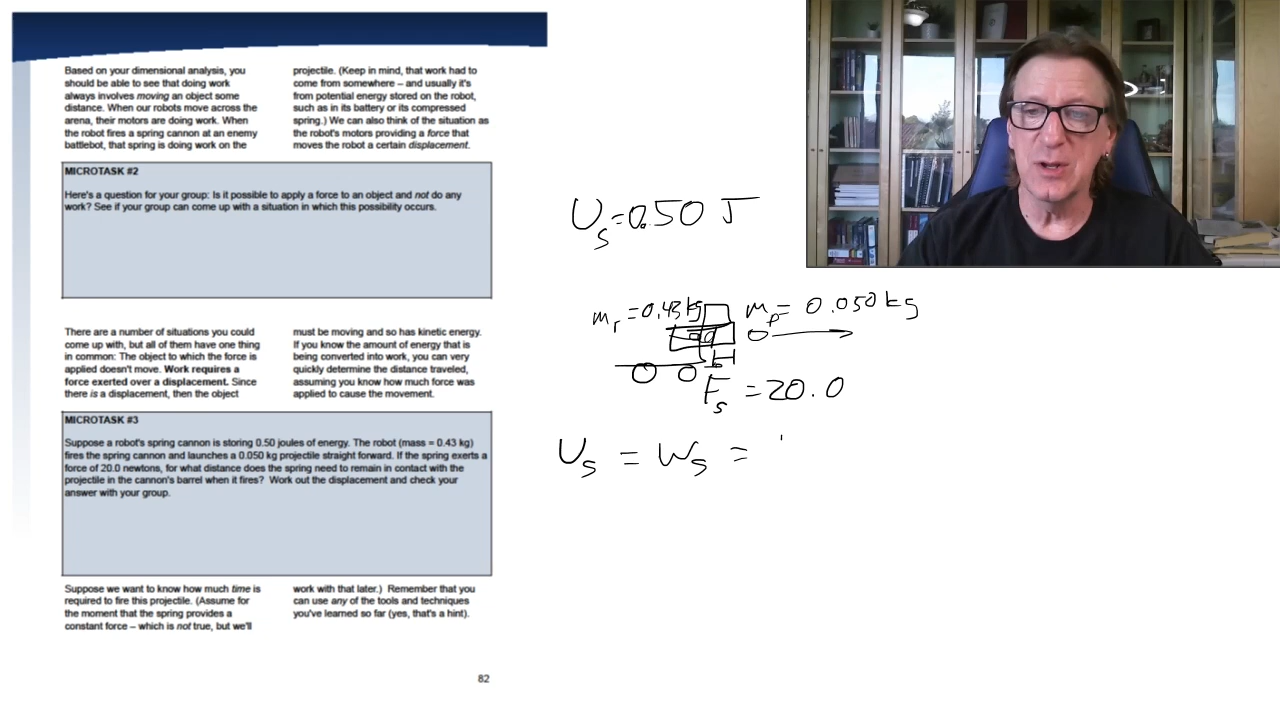 Based on your dimensional analysis, you
should be able to see that doing work
always involves moving an object some
distance. When our robots move across the
arena, their motors are doing work. When
the robot fires a spring cannon at an enemy
battlebot, that spring is doing work on the
projectile. (Keep in mind, that work had to
come from somewhere – and usually it's
from potential energy stored on the robot,
such as in its battery or its compressed
spring.) We can also think of the situation as
the robot's motors providing a force that
moves the robot a certain displacement.
MICROTASK #2
Here's a question for your group: Is it possible to apply a force to an object and not do any
work? See if your group can come up with a situation in which this possibility occurs.
There are a number of situations you could
come up with, but all of them have one thing
in common: The object to which the force is
applied doesn't move. Work requires a
force exerted over a displacement. Since
there is a displacement, then the object
must be moving and so has kinetic energy.
If you know the amount of energy that is
being converted into work, you can very
quickly determine the distance traveled,
assuming you know how much force was
applied to cause the movement.
MICROTASK #3
Suppose a robot's spring cannon is storing 0.50 joules of energy. The robot (mass = 0.43 kg)
fires the spring cannon and launches a 0.050 kg projectile straight forward. If the spring exerts a
force of 20.0 newtons, for what distance does the spring need to remain in contact with the
projectile in the cannon's barrel when it fires? Work out the displacement and check your
answer with your group.
Suppose we want to know how much time is
required to fire this projectile. (Assume for
the moment that the spring provides a
constant force – which is not true, but we'll
work with that later.) Remember that you
can use any of the tools and techniques
you've learned so far (yes, that's a hint).
82
U_s = 0.50 J
m_r = 0.43 kg
m_p = 0.050 kg
F_s = 20.0
U_s = W_s =